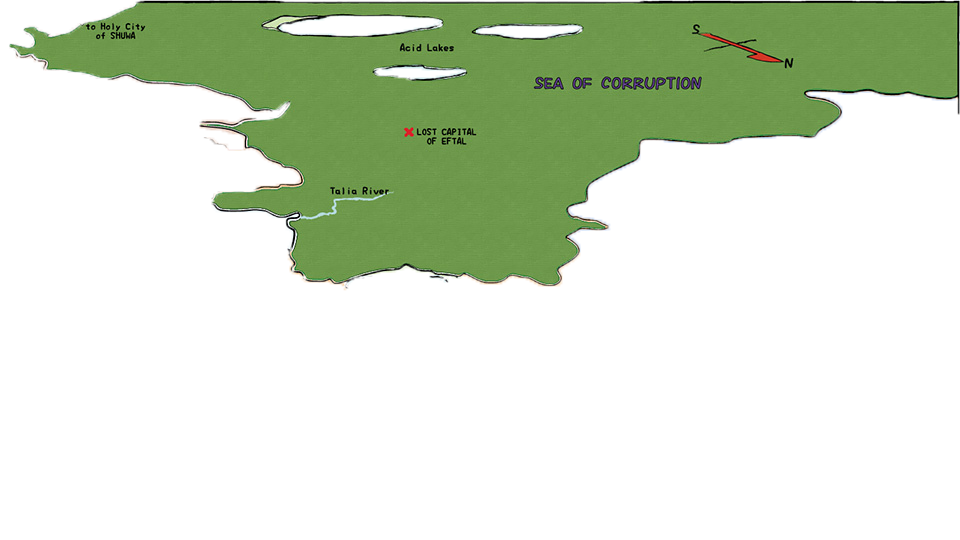 to Holy City
of SHUWA
Acid Lakes
S
N
SEA OF CORRUPTION
LOST CAPITAL
OF EFTAL
Talia River